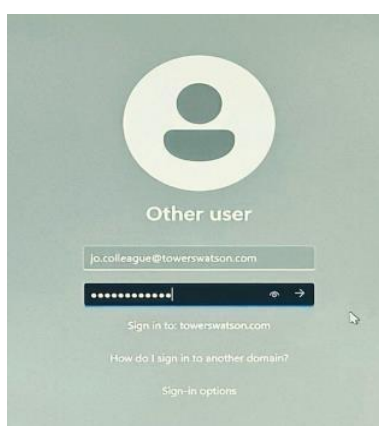 Other user
jo.colleague@towerswatson.com
Sign in to: towerswatson.com
How do I sign in to another domain?
Sign-in options